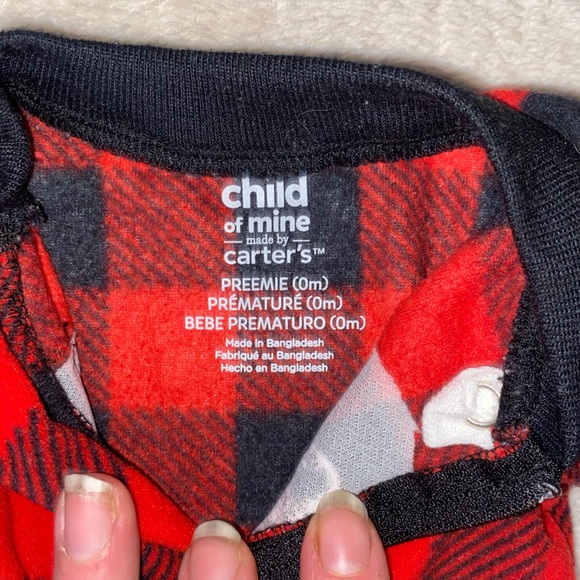 child
of mine
made by
carter's™
PREEMIE (0m)
PRÉMATURÉ (0m)
BEBE PREMATURO (0m)
Made in Bangladesh
Fabriqué au Bangladesh
Hecho en Bangladesh